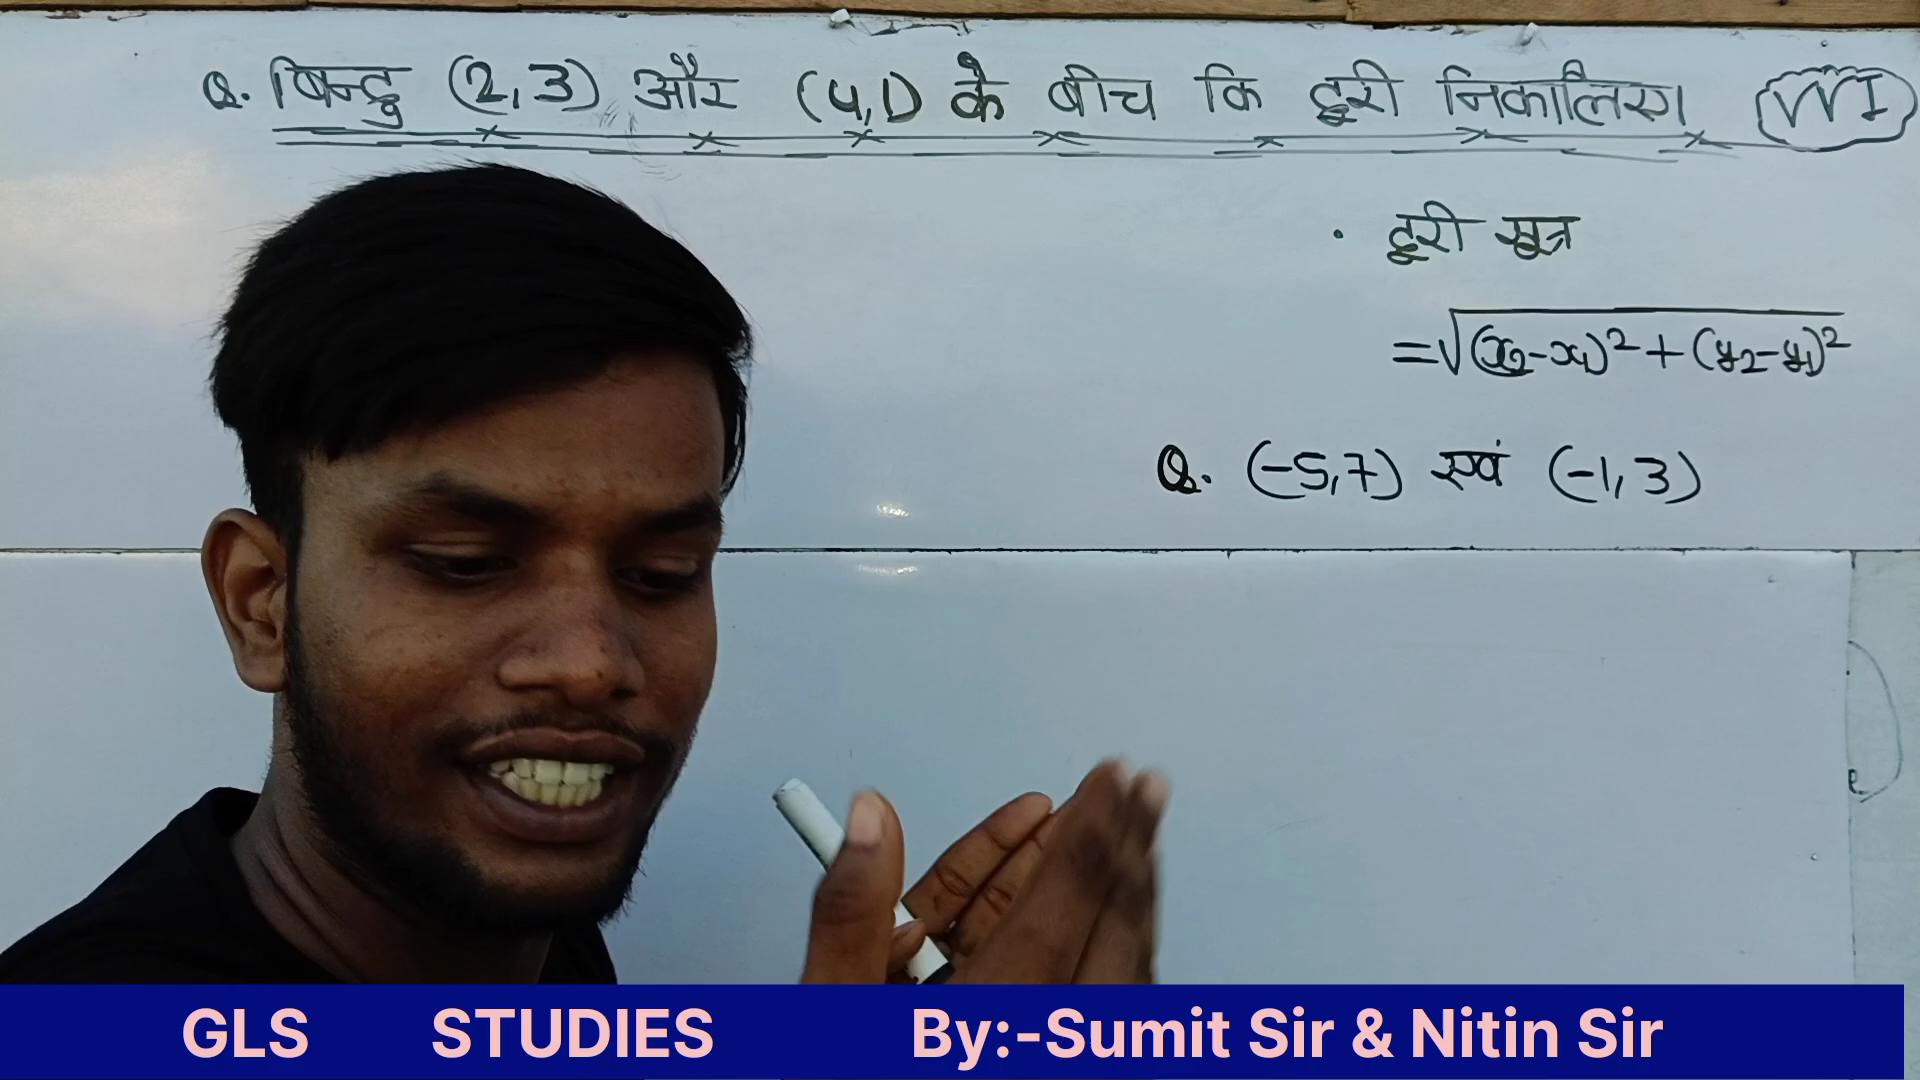 Q. बिन्दु (2,3) और (4,1) के बीच कि दूरी निकालिए। VVI
· दूरी सूत्र
=√(x₂-x₁)² + (y₂-y₁)²
Q. (-5,7) एवं (-1,3)
GLS STUDIES By:-Sumit Sir & Nitin Sir